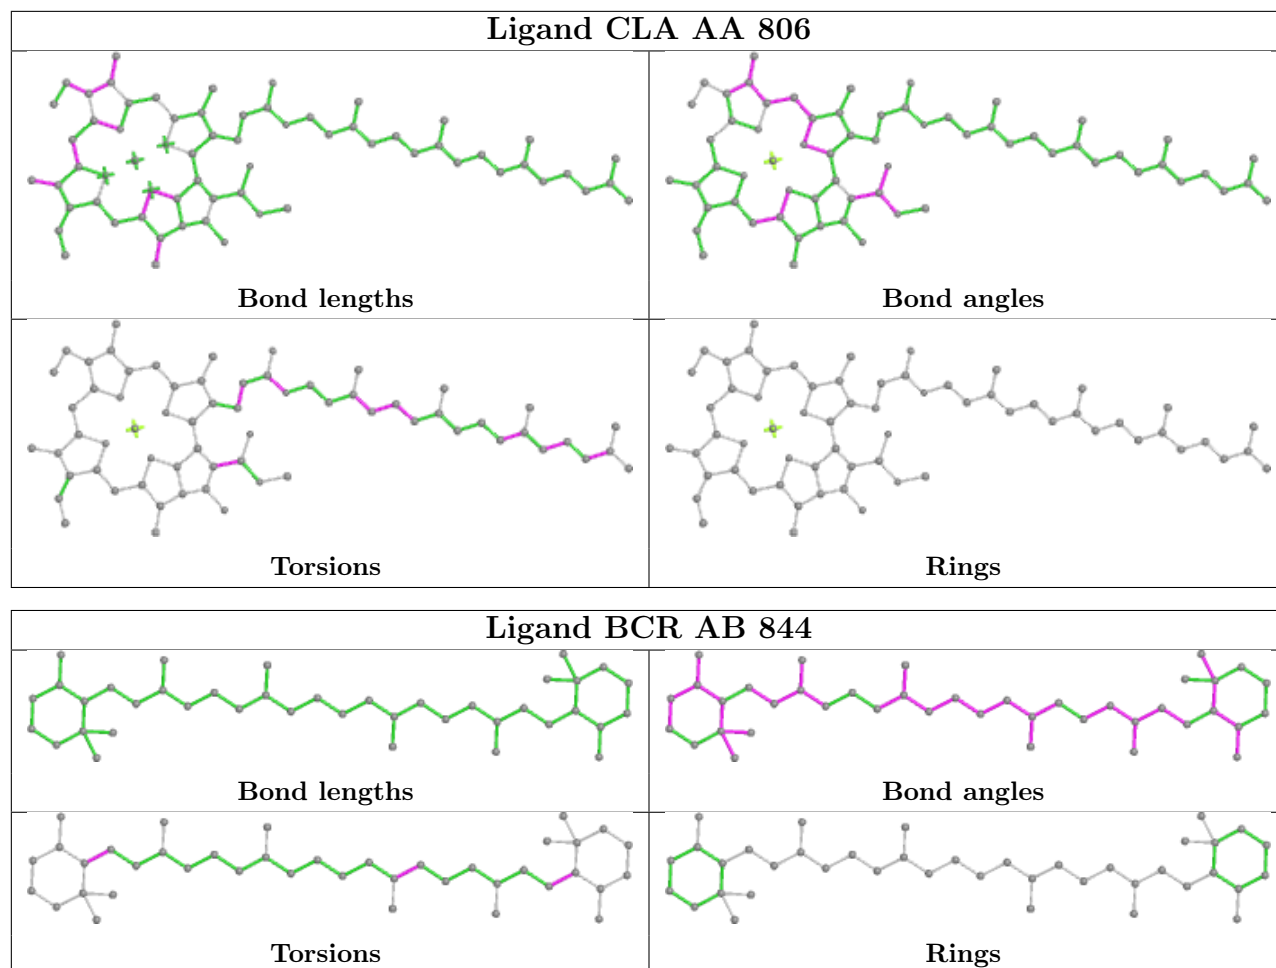 Ligand CLA AA 806
Bond lengths
Bond angles
Torsions
Rings
Ligand BCR AB 844
Bond lengths
Bond angles
Torsions
Rings